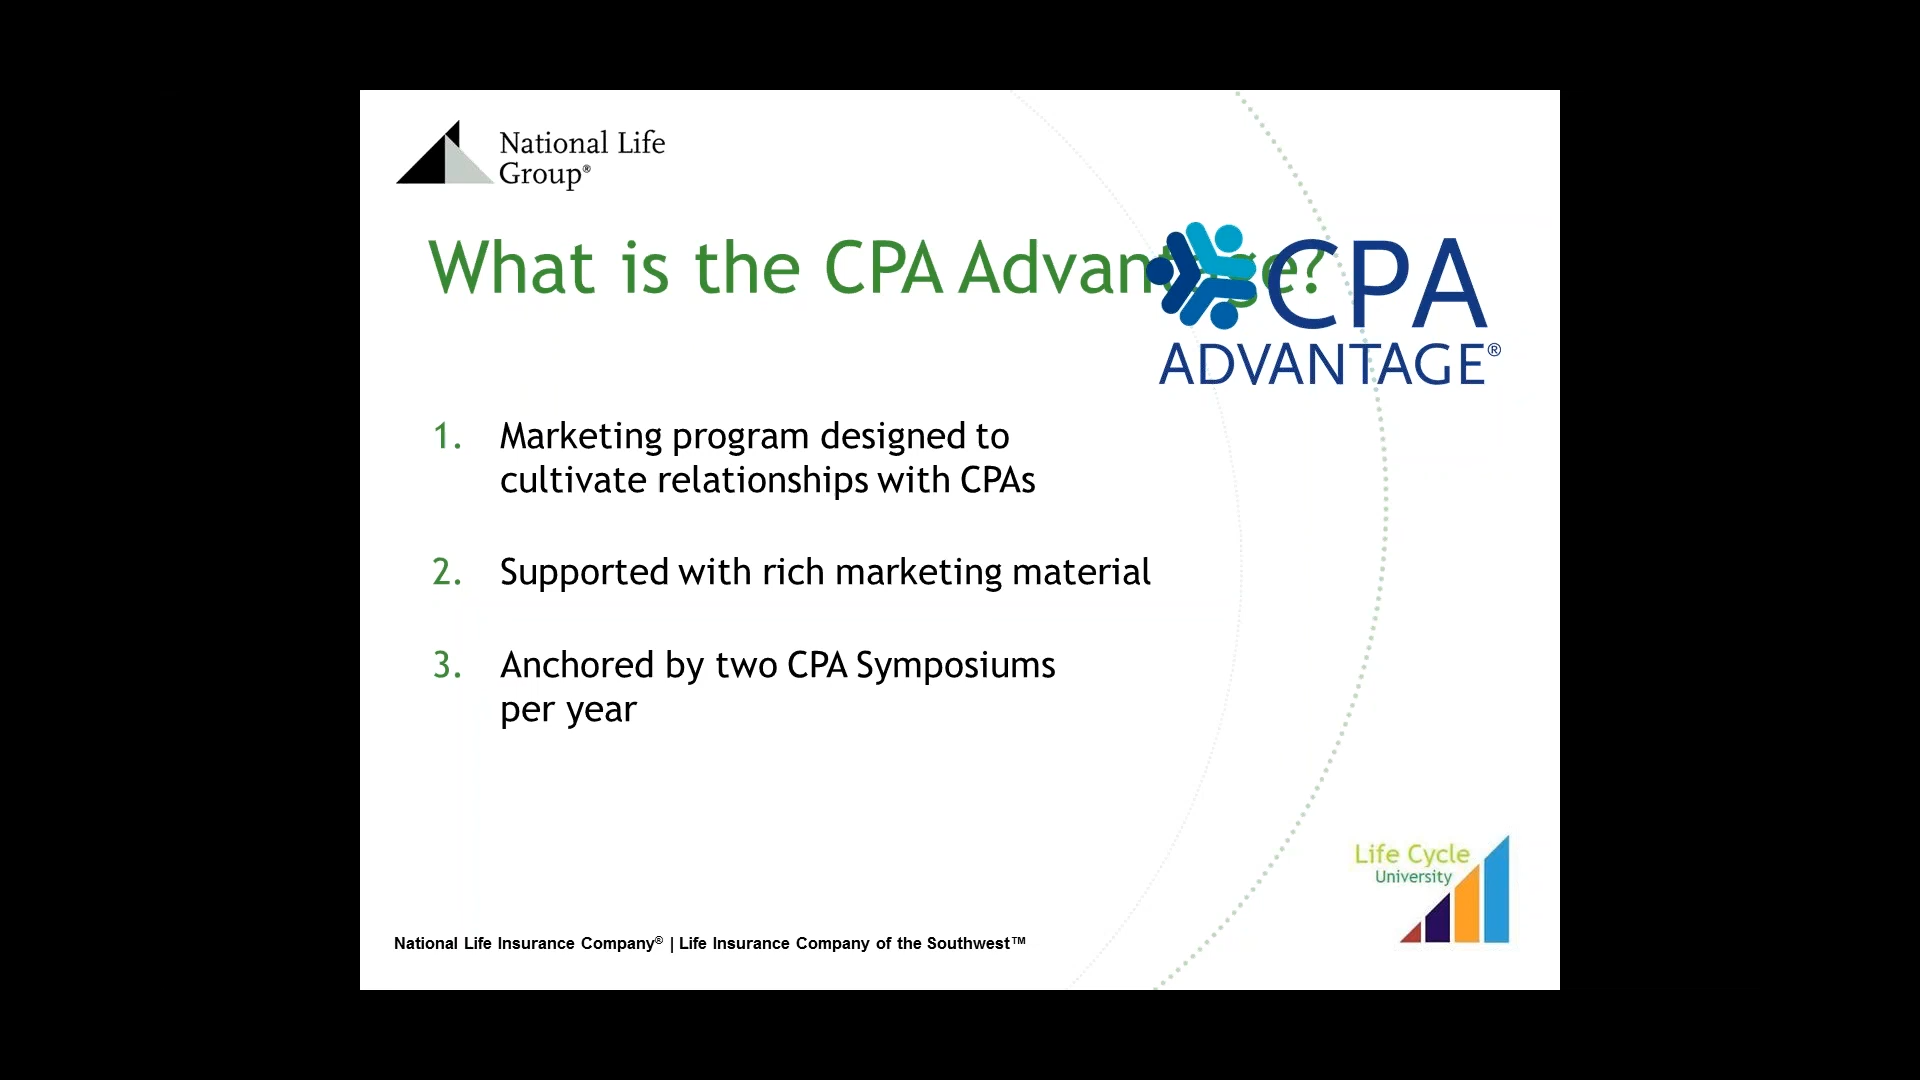 National Life
Group®
What is the CPA Advantage?
CPA
ADVANTAGE®
1. Marketing program designed to
cultivate relationships with CPAs
2. Supported with rich marketing material
3. Anchored by two CPA Symposiums
per year
Life Cycle
University
National Life Insurance Company® | Life Insurance Company of the Southwest™